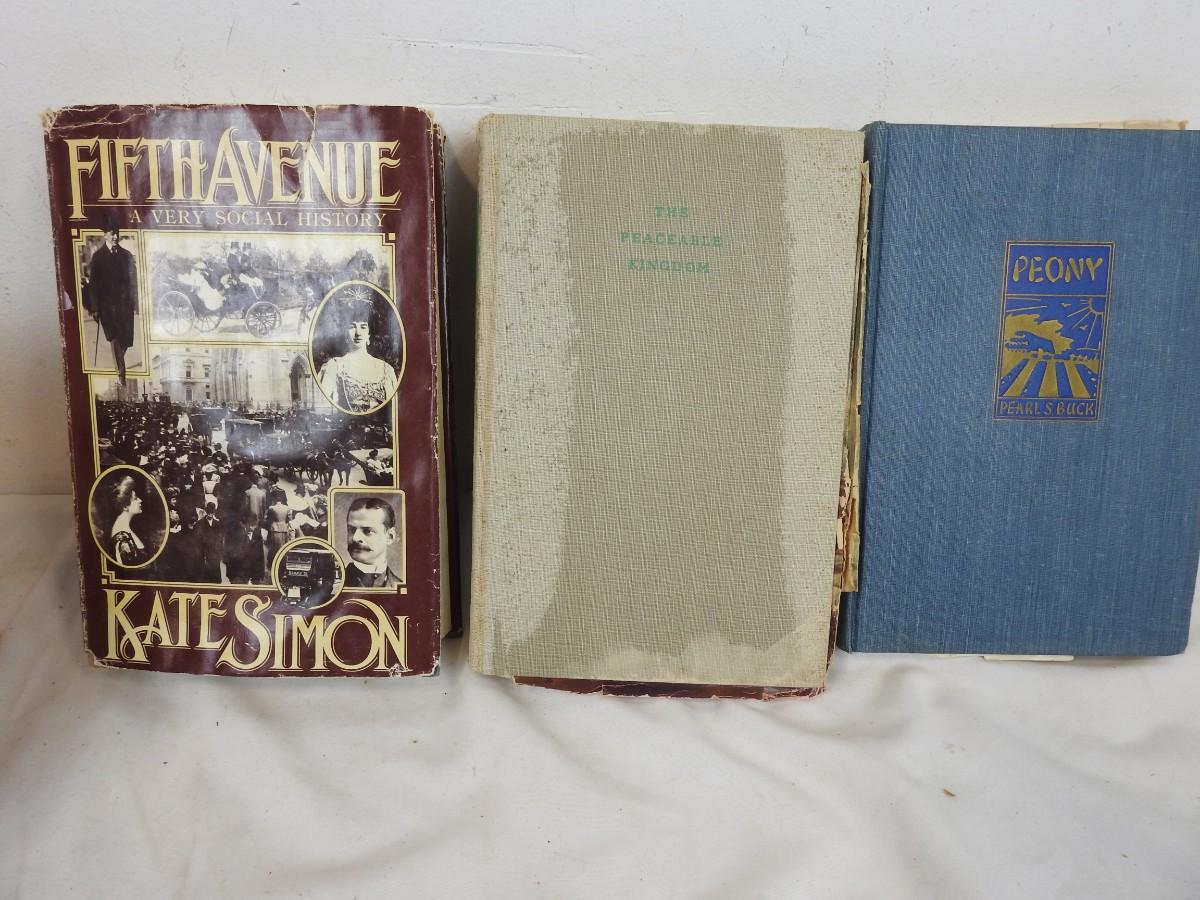 FIFTH AVENUE
A VERY SOCIAL HISTORY
KATE SIMON
THE
PEACEABLE
KINGDOM
PEONY
PEARL S. BUCK